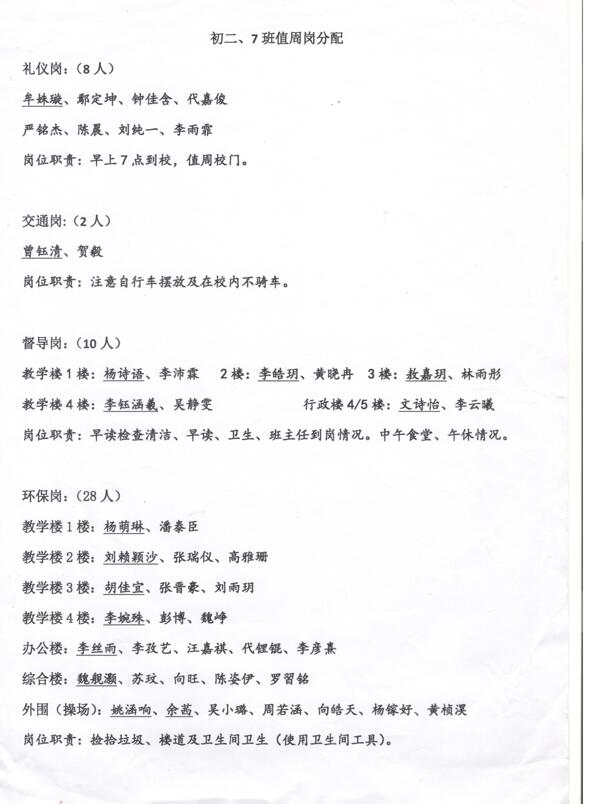 初二、7 班值周岗分配
礼仪岗:（8 人）
牟姝璇、鄢定坤、钟佳含、代嘉俊
严铭杰、陈晨、刘纯一、李雨霏
岗位职责：早上 7 点到校，值周校门。
交通岗:（2 人）
曾钰清、贺毅
岗位职责：注意自行车摆放及在校内不骑车。
督导岗:（10 人）
教学楼 1 楼：杨诗语、李沛霖 2 楼：李皓玥、黄晓冉 3 楼：敖嘉玥、林雨彤
教学楼 4 楼：李钰涵羲、吴静雯 行政楼 4/5 楼：文诗怡、李云曦
岗位职责：早读检查清洁、早读、卫生、班主任到岗情况。中午食堂、午休情况。
环保岗:（28 人）
教学楼 1 楼：杨萌琳、潘泰臣
教学楼 2 楼：刘赖颖沙、张瑞仪、高雅珊
教学楼 3 楼：胡佳宜、张晋豪、刘雨玥
教学楼 4 楼：李婉殊、彭博、魏峥
办公楼：李丝雨、李孜艺、汪嘉祺、代锂锟、李彦熹
综合楼：魏觊灏、苏玟、向旺、陈姿伊、罗習铭
外围（操场）：姚涵响、余茜、吴小璐、周若涵、向皓天、杨镓好、黄桢淏
岗位职责：捡拾垃圾、楼道及卫生间卫生（使用卫生间工具）。